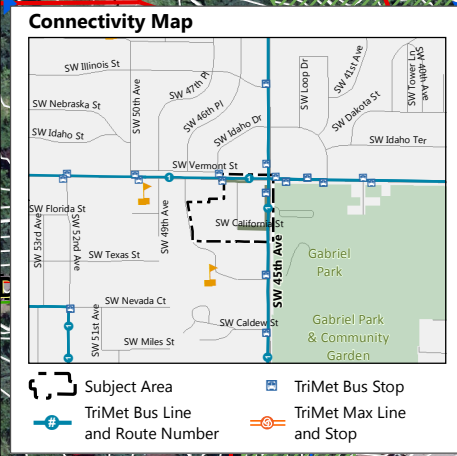 Connectivity Map
SW Illinois St
SW 47th Pl
SW 50th Ave
SW 46th Pl
SW Loop Dr
SW 41st Ave
SW Tower Ln
SW 40th Ave
SW Nebraska St
SW Idaho St
SW Idaho Dr
SW Dakota St
SW Idaho Ter
SW Vermont St
1
1
SW Florida St
SW 53rd Ave
SW 52nd Ave
SW 49th Ave
SW California St
1
SW Texas St
SW 45th Ave
Gabriel
Park
SW Nevada Ct
SW 51st Ave
SW Caldew St
SW Miles St
Gabriel Park
& Community
Garden
1
1
Subject Area
TriMet Bus Stop
# TriMet Bus Line
and Route Number
TriMet Max Line
and Stop